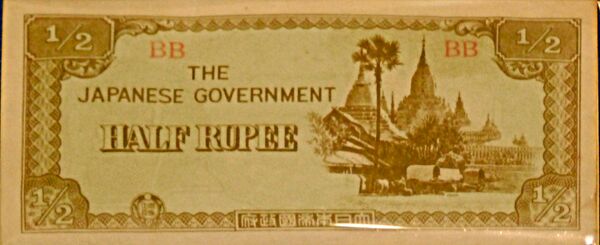 1/2 1/2
BB BB
THE
JAPANESE GOVERNMENT
HALF RUPEE
1/2 1/2
府政國帝本日大